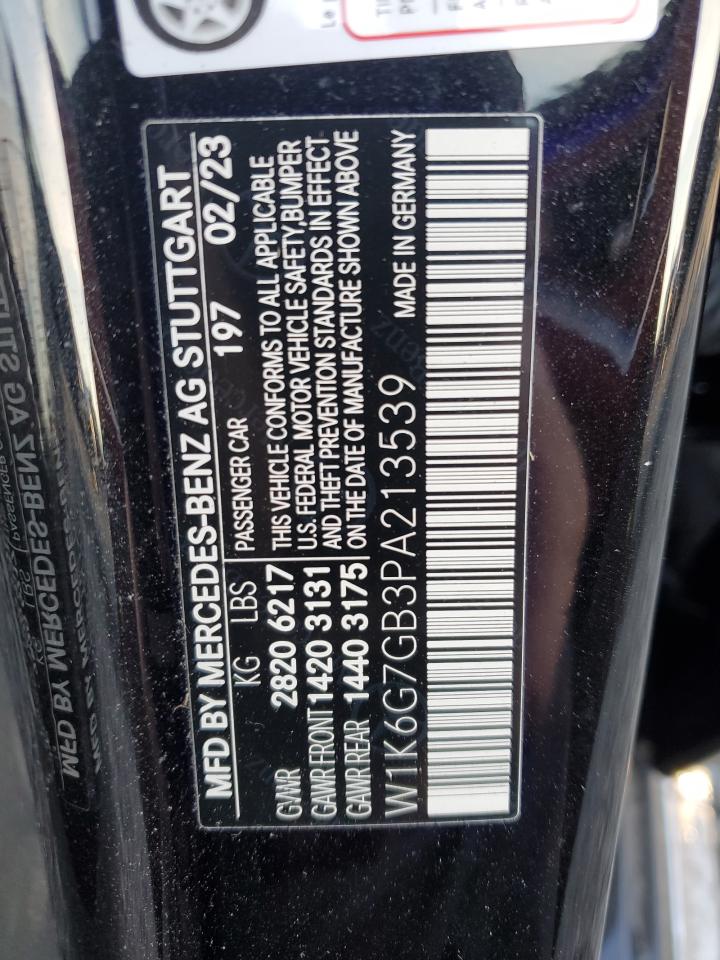 MFD BY MERCEDES-BENZ AG STUTTGART
KG LBS 197 02/23
PASSENGER CAR
GVWR 2820 6217
GAWR FRONT 1420 3131
GAWR REAR 1440 3175
THIS VEHICLE CONFORMS TO ALL APPLICABLE
U.S. FEDERAL MOTOR VEHICLE SAFETY,BUMPER
AND THEFT PREVENTION STANDARDS IN EFFECT
ON THE DATE OF MANUFACTURE SHOWN ABOVE
W1K6G7GB3PA213539 MADE IN GERMANY
Le p